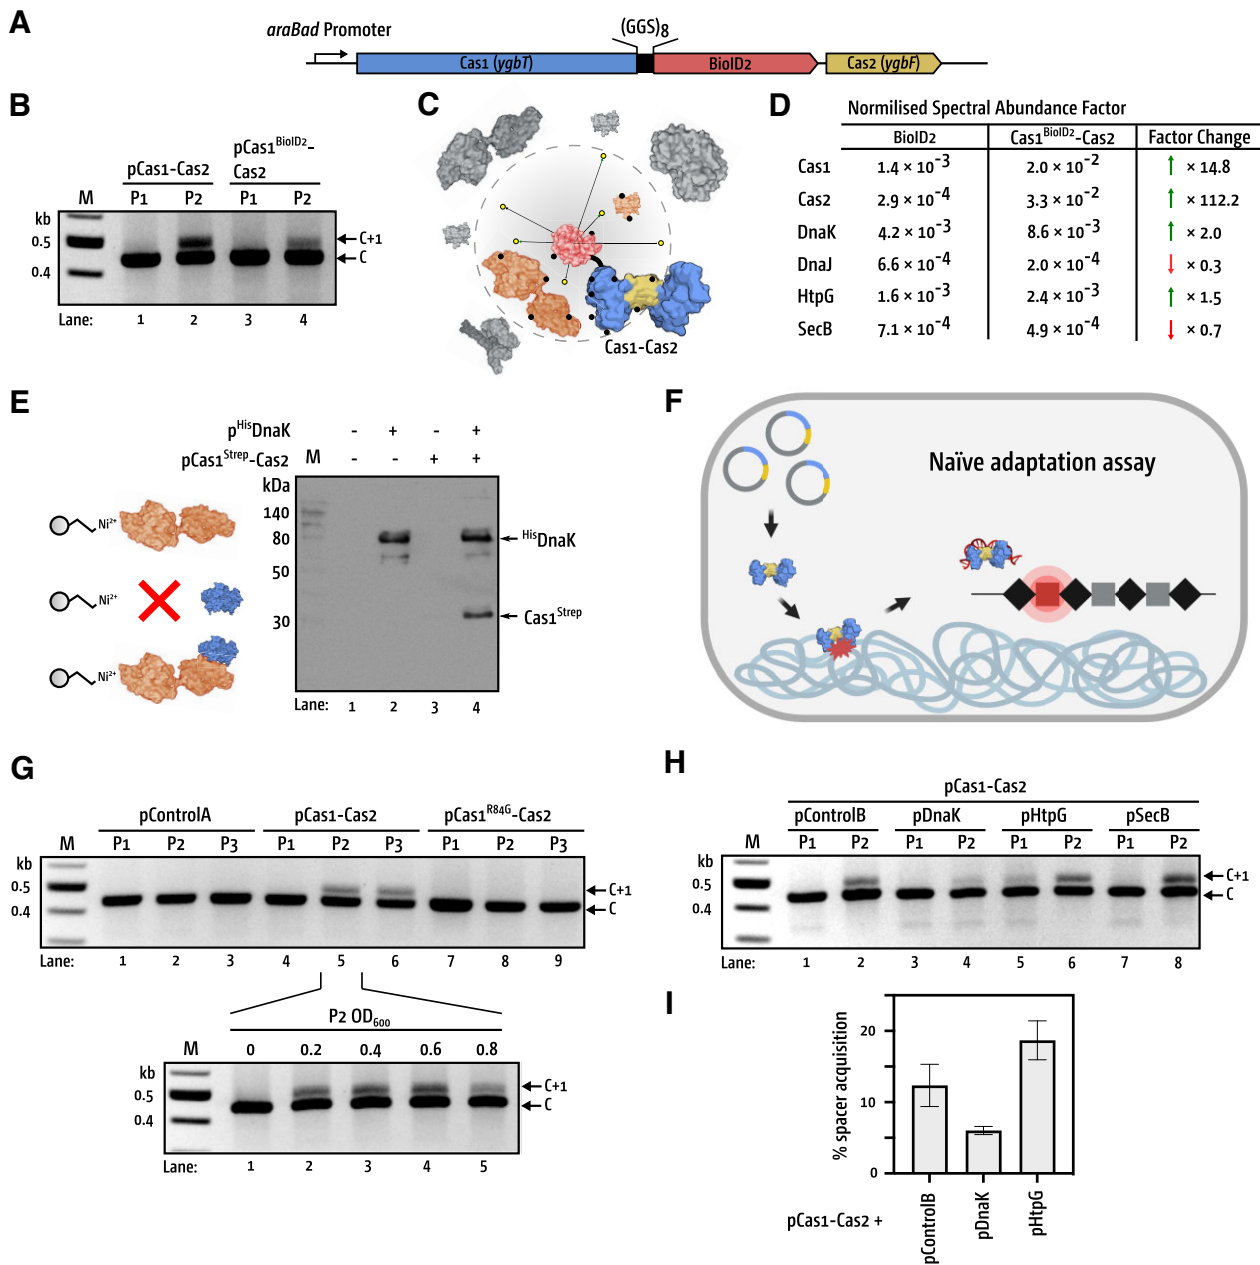 A
araBad Promoter
(GGS)8
Cas1 (ygbT)
BioID2
Cas2 (ygbF)
B
pCas1-Cas2
pCas1BioID2-
Cas2
M
P1 P2 P1 P2
kb
0.5
0.4
C+1
C
Lane: 1 2 3 4
C
Cas1-Cas2
D
Normilised Spectral Abundance Factor
BioID2 Cas1BioID2-Cas2 Factor Change
Cas1 1.4 × 10-3 2.0 × 10-2 ↑ × 14.8
Cas2 2.9 × 10-4 3.3 × 10-2 ↑ × 112.2
DnaK 4.2 × 10-3 8.6 × 10-3 ↑ × 2.0
DnaJ 6.6 × 10-4 2.0 × 10-4 ↓ × 0.3
HtpG 1.6 × 10-3 2.4 × 10-3 ↑ × 1.5
SecB 7.1 × 10-4 4.9 × 10-4 ↓ × 0.7
E
pHisDnaK - + - +
pCas1Strep-Cas2 M - - + +
kDa
140
80
50
30
HisDnaK
Cas1Strep
Ni2+
Ni2+
Ni2+
Lane: 1 2 3 4
F
Naïve adaptation assay
G
pControlA pCas1-Cas2 pCas1R84G-Cas2
M P1 P2 P3 P1 P2 P3 P1 P2 P3
kb
0.5
0.4
C+1
C
Lane: 1 2 3 4 5 6 7 8 9
P2 OD600
M 0 0.2 0.4 0.6 0.8
kb
0.5
0.4
C+1
C
Lane: 1 2 3 4 5
H
pCas1-Cas2
pControlB pDnaK pHtpG pSecB
M P1 P2 P1 P2 P1 P2 P1 P2
kb
0.5
0.4
C+1
C
Lane: 1 2 3 4 5 6 7 8
I
% spacer acquisition
20
10
0
pCas1-Cas2 +
pControlB
pDnaK
pHtpG